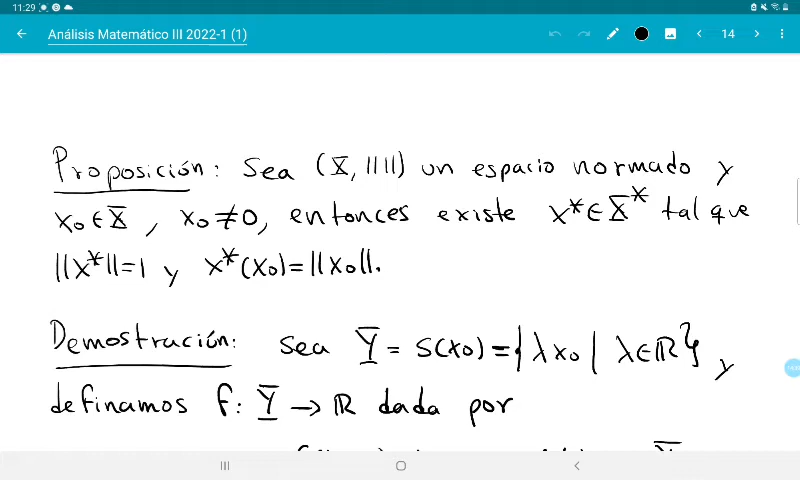 11:29
Análisis Matemático III 2022-1 (1)
14
Proposición: Sea (X, || ||) un espacio normado y
x₀ ∈ X, x₀ ≠ 0, entonces existe x* ∈ X* tal que
||x*|| = 1 y x*(x₀) = ||x₀||.
Demostración: Sea Y = S(x₀) = {λx₀ | λ ∈ ℝ} y
definamos f: Y → ℝ dada por